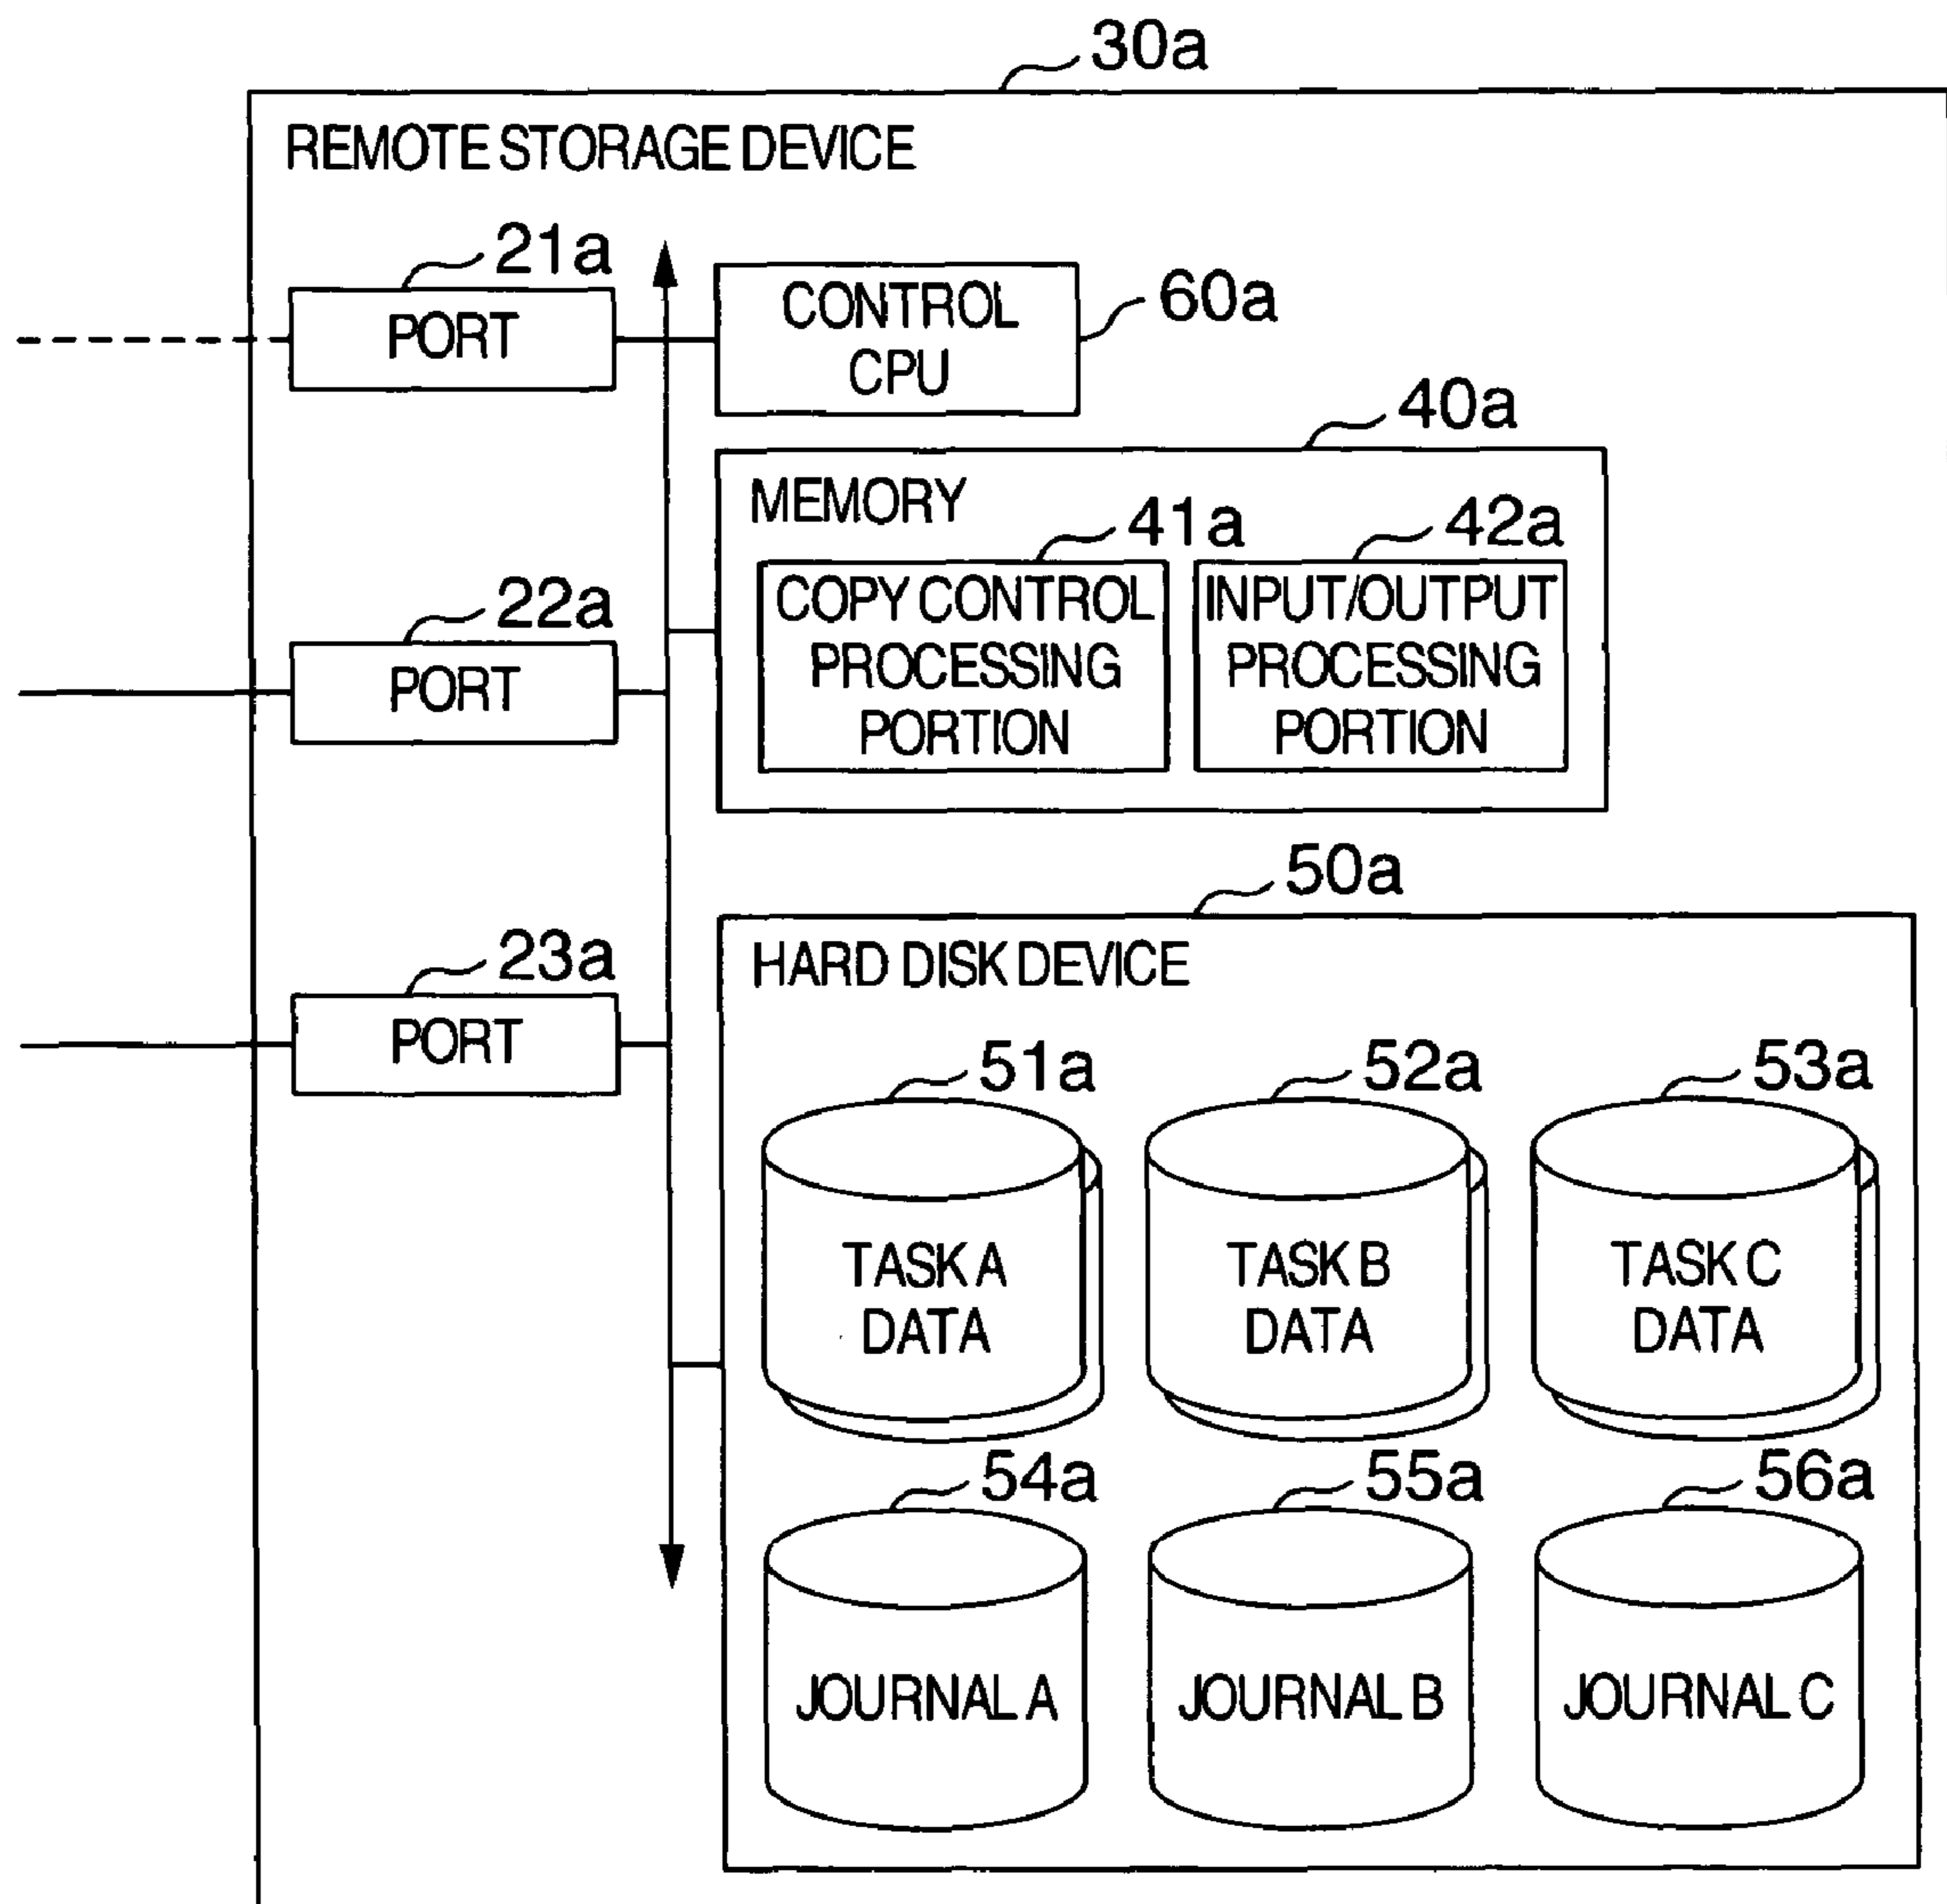 30a
REMOTE STORAGE DEVICE
21a
PORT
CONTROL
CPU
60a
40a
MEMORY
41a
42a
COPY CONTROL
PROCESSING
PORTION
INPUT/OUTPUT
PROCESSING
PORTION
22a
PORT
50a
HARD DISK DEVICE
23a
PORT
51a
52a
53a
TASK A
DATA
TASK B
DATA
TASK C
DATA
54a
55a
56a
JOURNAL A
JOURNAL B
JOURNAL C